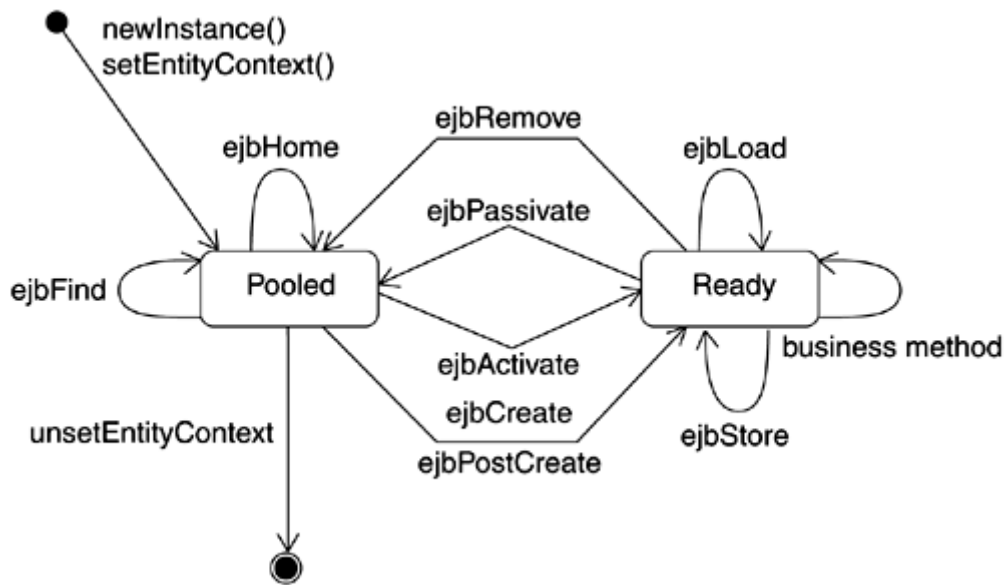 newInstance()
setEntityContext()
ejbRemove
ejbHome
ejbLoad
ejbPassivate
ejbFind
Pooled
Ready
business method
ejbActivate
ejbCreate
unsetEntityContext
ejbStore
ejbPostCreate